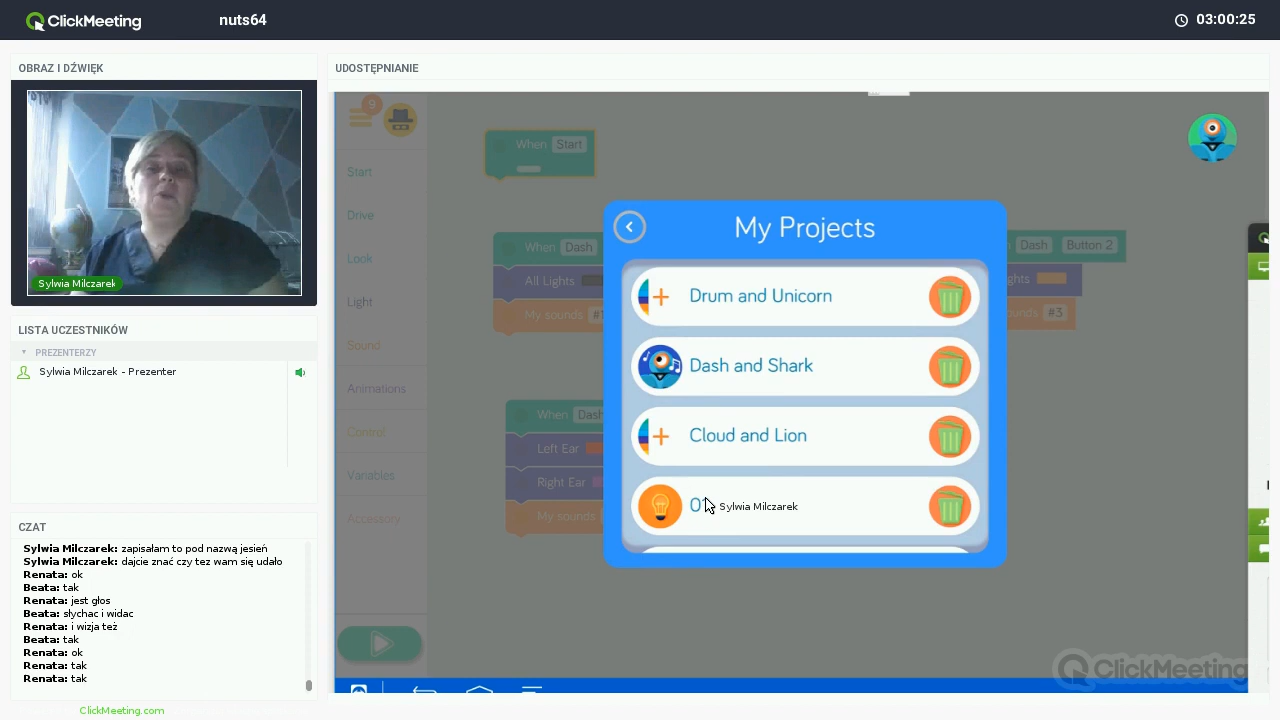 ClickMeeting
nuts64
03:00:25
OBRAZ I DŹWIĘK
Sylwia Milczarek
LISTA UCZESTNIKÓW
PREZENTERZY
Sylwia Milczarek - Prezenter
CZAT
Sylwia Milczarek: zapisałam to pod nazwą jesień
Sylwia Milczarek: dajcie znać czy tez wam się udało
Renata: ok
Beata: tak
Renata: jest głos
Beata: słychac i widac
Renata: i wizja też
Beata: tak
Renata: ok
Renata: tak
Renata: tak
ClickMeeting.com
UDOSTĘPNIANIE
9
Start
Drive
Look
Light
Sound
Animations
Control
Variables
Accessory
When Start
When Dash
All Lights
My sounds
When Dash
Left Ear
Right Ear
My sounds
Dash Button 2
#3
My Projects
Drum and Unicorn
Dash and Shark
Cloud and Lion
Sylwia Milczarek
ClickMeeting